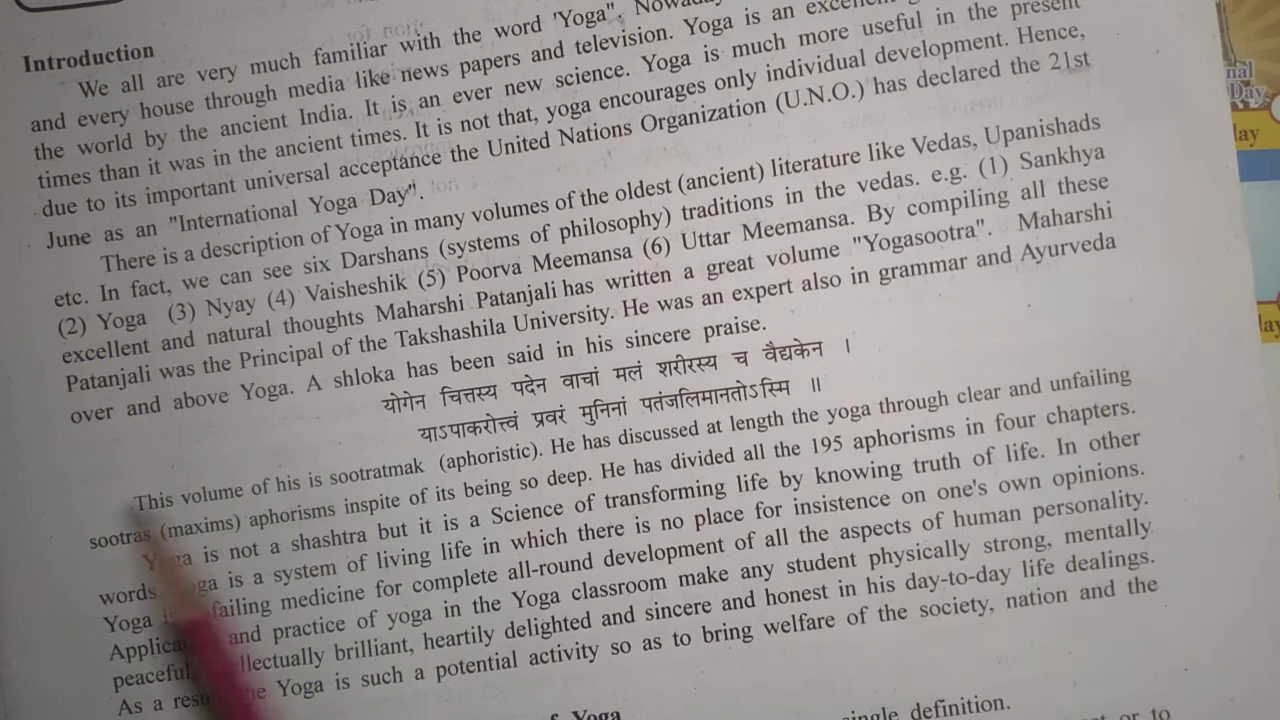 Introduction
We all are very much familiar with the word 'Yoga".
and every house through media like news papers and television. Yoga is an
the world by the ancient India. It is an ever new science. Yoga is much more useful in the present
times than it was in the ancient times. It is not that, yoga encourages only individual development. Hence,
due to its important universal acceptance the United Nations Organization (U.N.O.) has declared the 21st
June as an "International Yoga Day".
There is a description of Yoga in many volumes of the oldest (ancient) literature like Vedas, Upanishads
etc. In fact, we can see six Darshans (systems of philosophy) traditions in the vedas. e.g. (1) Sankhya
(2) Yoga (3) Nyay (4) Vaisheshik (5) Poorva Meemansa (6) Uttar Meemansa. By compiling all these
excellent and natural thoughts Maharshi Patanjali has written a great volume "Yogasootra". Maharshi
Patanjali was the Principal of the Takshashila University. He was an expert also in grammar and Ayurveda
over and above Yoga. A shloka has been said in his sincere praise.
योगेन चित्तस्य पदेन वाचां मलं शरीरस्य च वैद्यकेन ।
याऽपाकरोत्त्वं प्रवरं मुनिनां पतंजलिमानतोऽस्मि ॥
This volume of his is sootratmak (aphoristic). He has discussed at length the yoga through clear and unfailing
sootras (maxims) aphorisms inspite of its being so deep. He has divided all the 195 aphorisms in four chapters.
is not a shashtra but it is a Science of transforming life by knowing truth of life. In other
words is a system of living life in which there is no place for insistence on one's own opinions.
Yoga failing medicine for complete all-round development of all the aspects of human personality.
and practice of yoga in the Yoga classroom make any student physically strong, mentally
peaceful brilliant, heartily delighted and sincere and honest in his day-to-day life dealings.
As a Yoga is such a potential activity so as to bring welfare of the society, nation and the
Yoga
single definition.
or to
nal
Day
lay